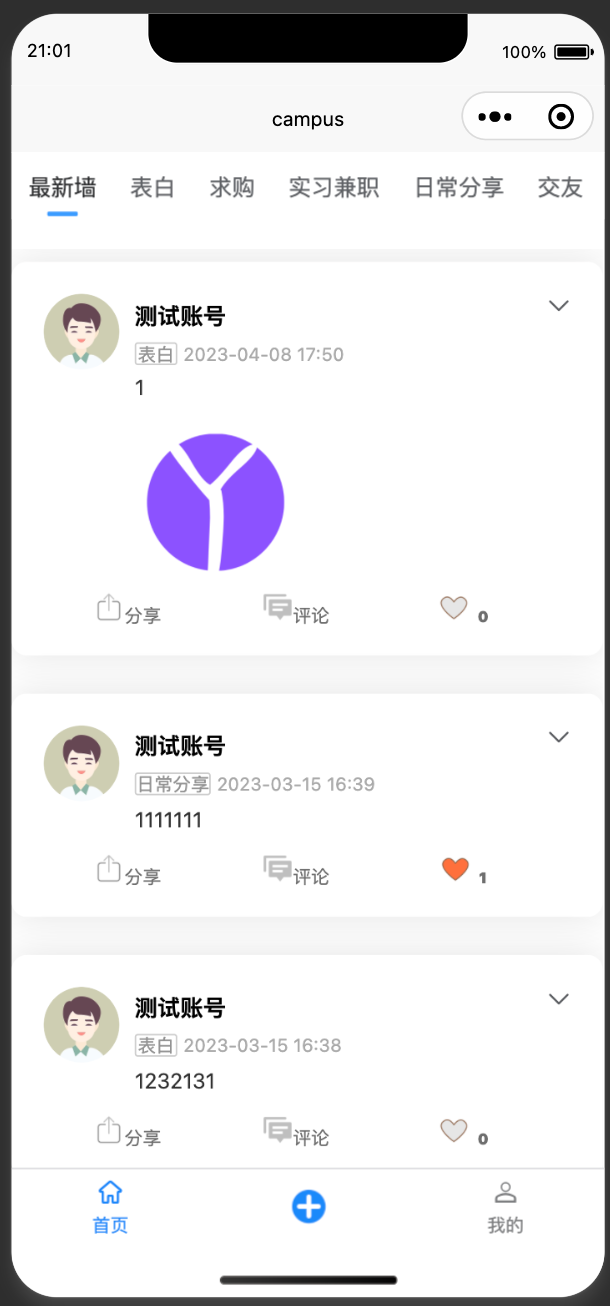 21:01 100%
campus
最新墙 表白 求购 实习兼职 日常分享 交友
测试账号
表白 2023-04-08 17:50
1
分享 评论 0
测试账号
日常分享 2023-03-15 16:39
1111111
分享 评论 1
测试账号
表白 2023-03-15 16:38
1232131
分享 评论 0
首页 我的